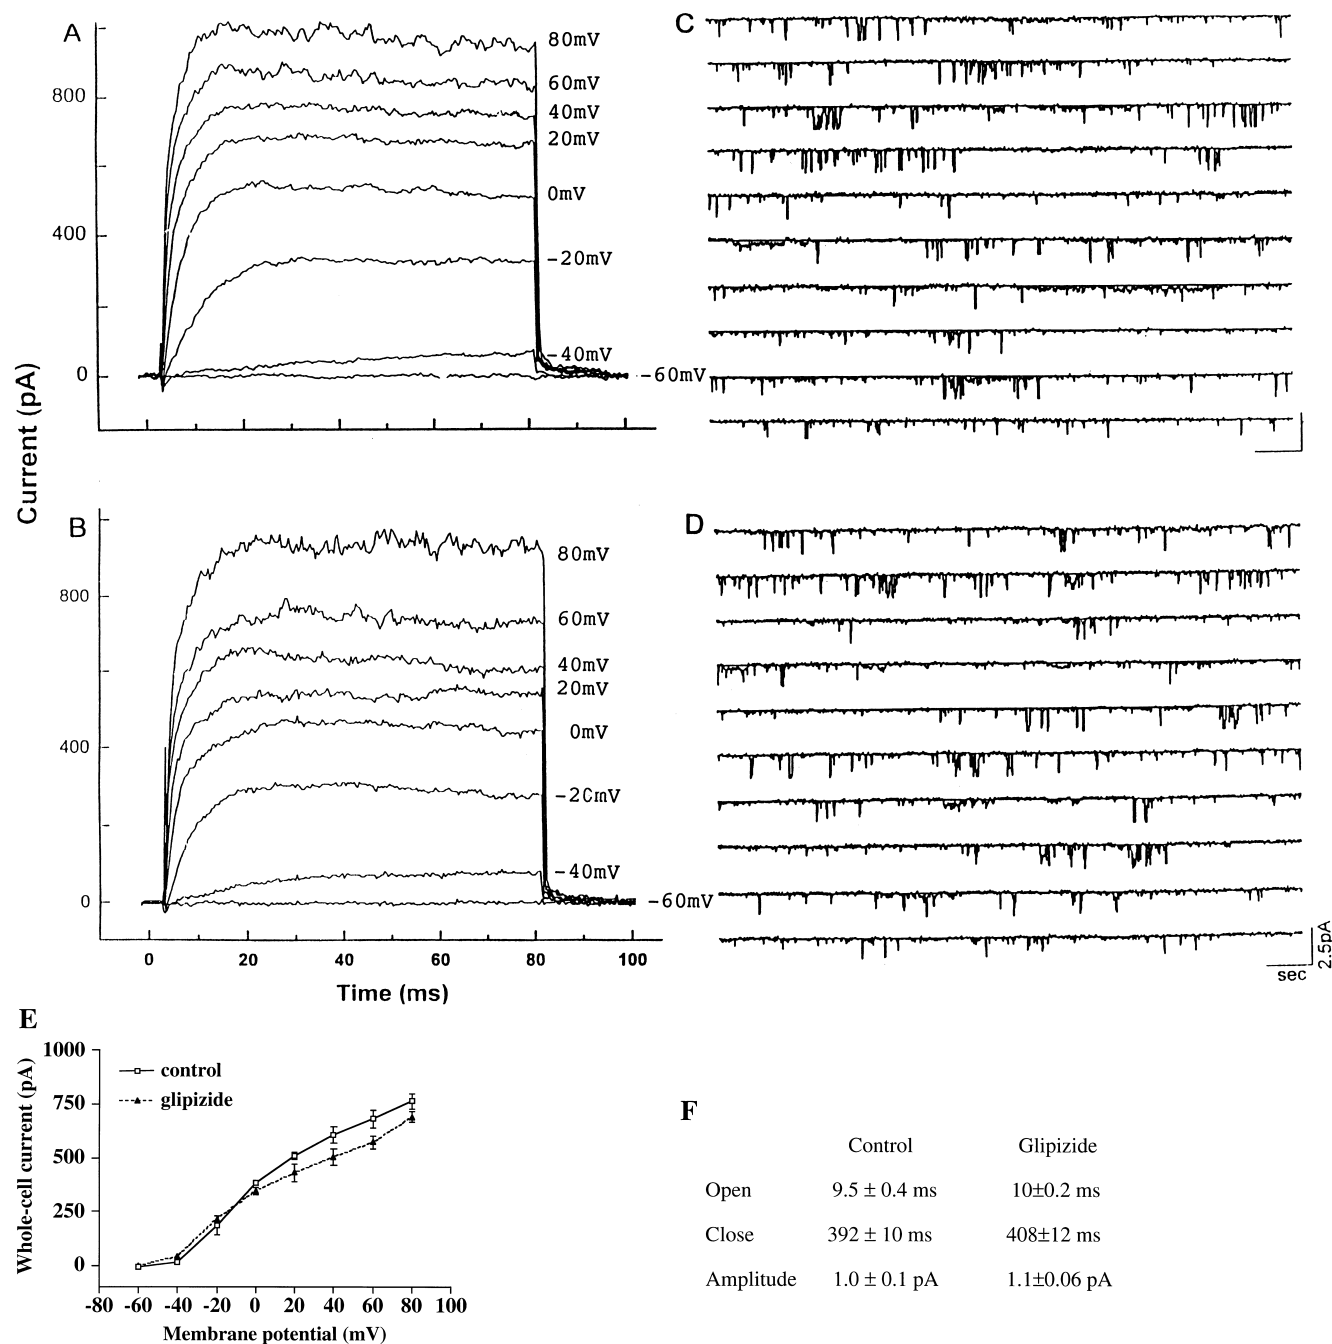 A
80mV
60mV
800
40mV
20mV
0mV
400
-20mV
-40mV
0
-60mV
Current (pA)
C
B
80mV
800
60mV
40mV
20mV
400
0mV
-2CmV
-40mV
0
-60mV
0 20 40 60 80 100
Time (ms)
D
2.5pA
sec
E
1000
750
500
250
0
control
glipizide
Whole-cell current (pA)
-80 -60 -40 -20 0 20 40 60 80 100
Membrane potential (mV)
F
Control Glipizide
Open 9.5 ± 0.4 ms 10±0.2 ms
Close 392 ± 10 ms 408±12 ms
Amplitude 1.0 ± 0.1 pA 1.1±0.06 pA